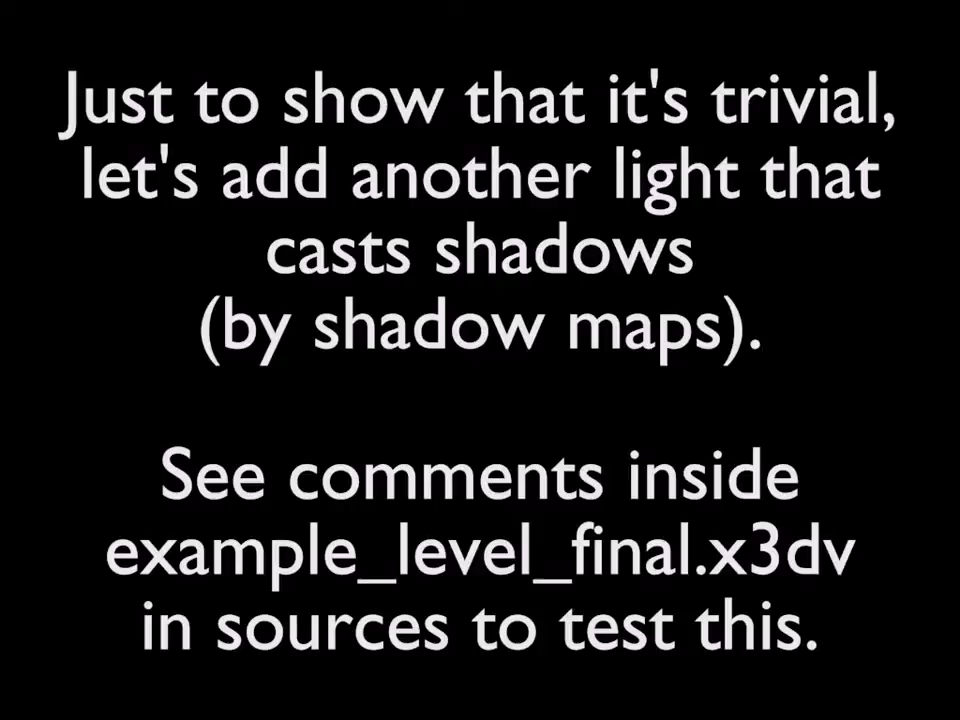 Just to show that it's trivial,
let's add another light that
casts shadows
(by shadow maps).
See comments inside
example_level_final.x3dv
in sources to test this.